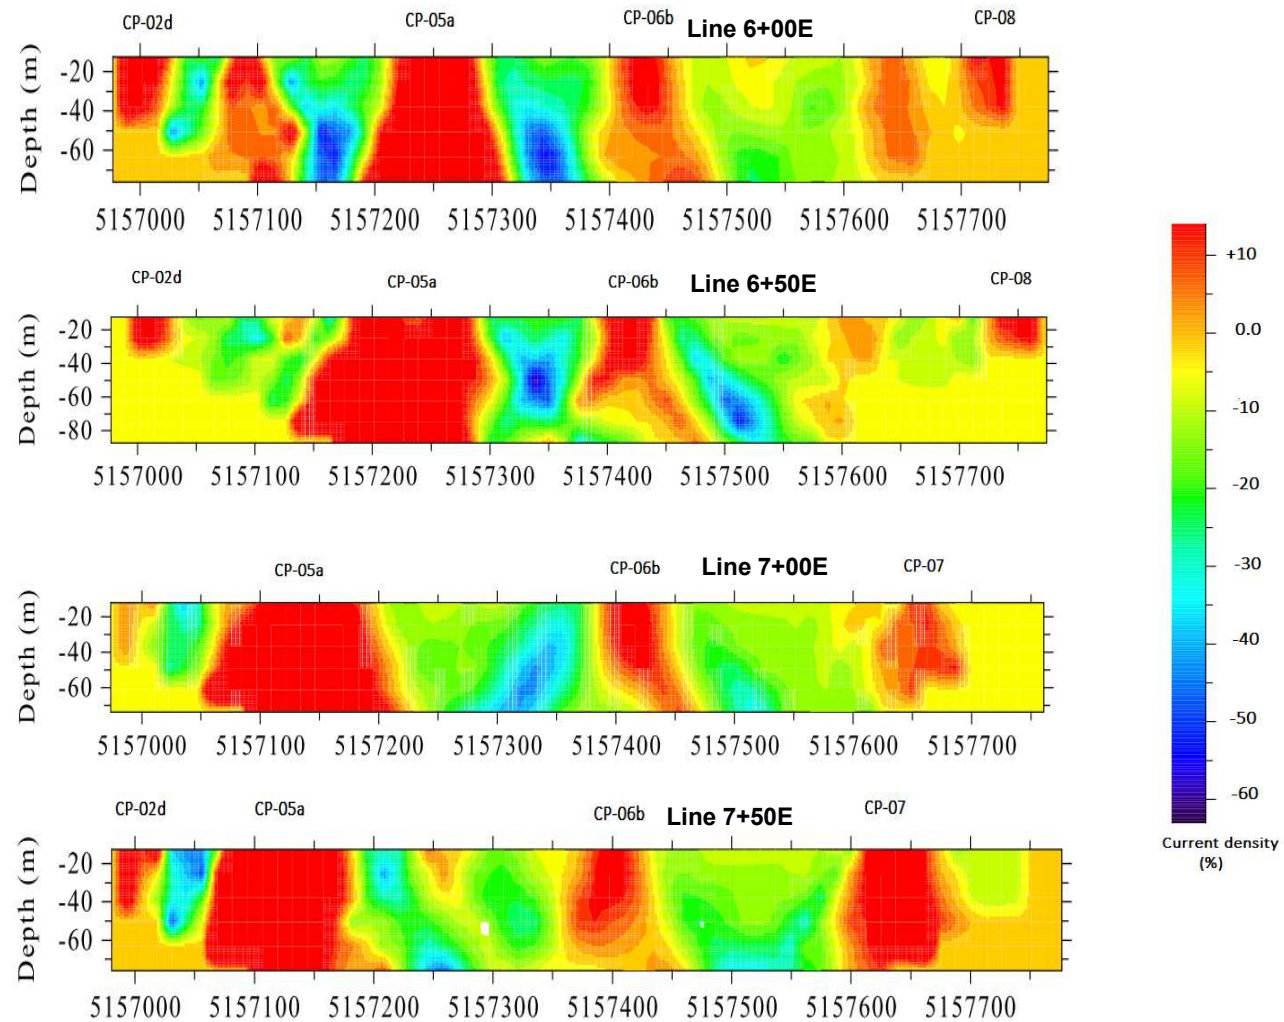 CP-02d CP-05a CP-06b Line 6+00E CP-08
Depth (m)
-20
-40
-60
5157000 5157100 5157200 5157300 5157400 5157500 5157600 5157700
CP-02d CP-05a CP-06b Line 6+50E CP-08
Depth (m)
-20
-40
-60
-80
5157000 5157100 5157200 5157300 5157400 5157500 5157600 5157700
CP-05a CP-06b Line 7+00E CP-07
Depth (m)
-20
-40
-60
5157000 5157100 5157200 5157300 5157400 5157500 5157600 5157700
CP-02d CP-05a CP-06b Line 7+50E CP-07
Depth (m)
-20
-40
-60
5157000 5157100 5157200 5157300 5157400 5157500 5157600 5157700
+10
0.0
-10
-20
-30
-40
-50
-60
Current density
(%)